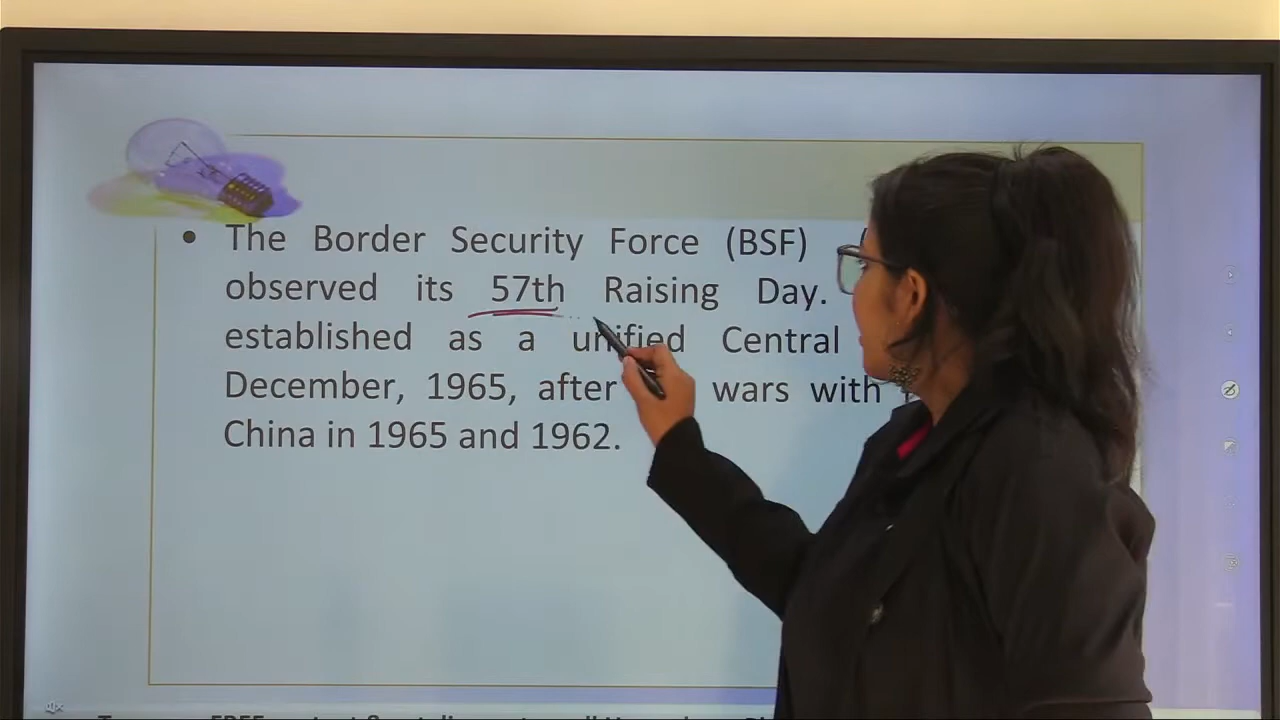 • The Border Security Force (BSF)
observed its 57th Raising Day.
established as a unified Central
December, 1965, after wars with
China in 1965 and 1962.